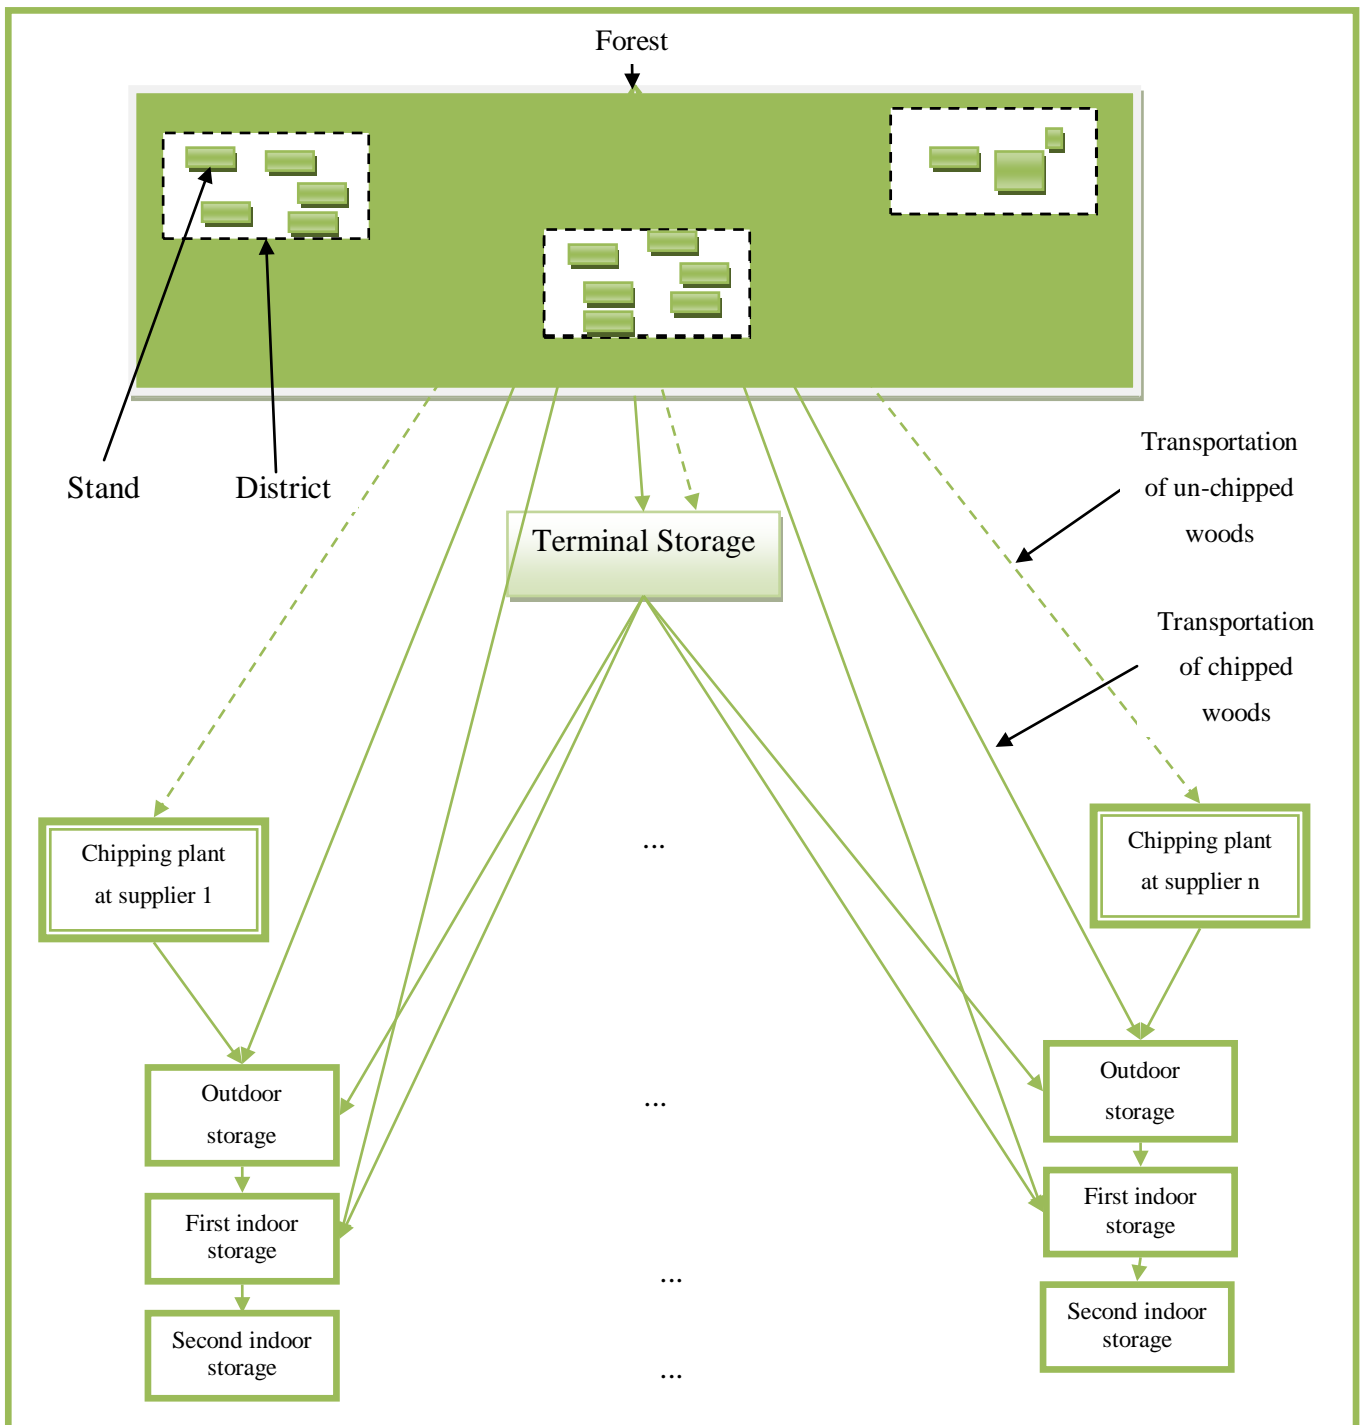 Forest
Stand
District
Transportation
of un-chipped
woods
Terminal Storage
Transportation
of chipped
woods
Chipping plant
at supplier 1
...
Chipping plant
at supplier n
Outdoor
storage
...
Outdoor
storage
First indoor
storage
...
First indoor
storage
Second indoor
storage
...
Second indoor
storage